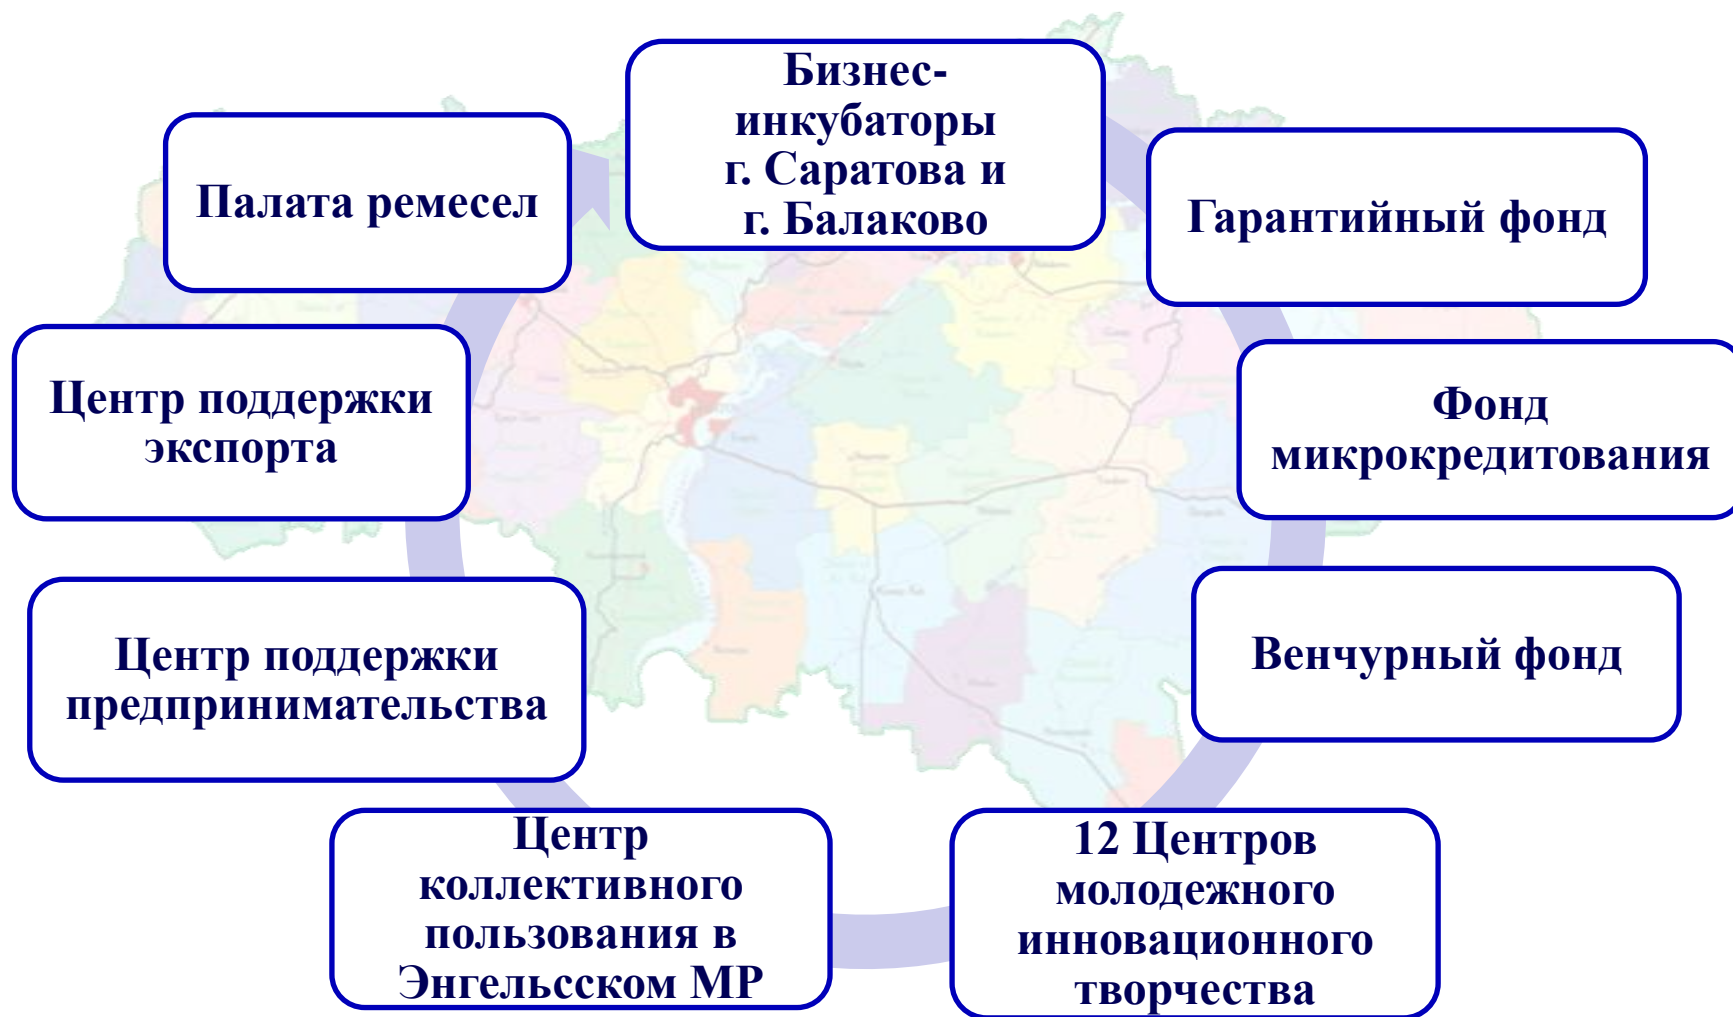 Бизнес-
инкубаторы
г. Саратова и
г. Балаково
Гарантийный фонд
Фонд
микрокредитования
Венчурный фонд
12 Центров
молодежного
инновационного
творчества
Центр
коллективного
пользования в
Энгельсском МР
Центр поддержки
предпринимательства
Центр поддержки
экспорта
Палата ремесел